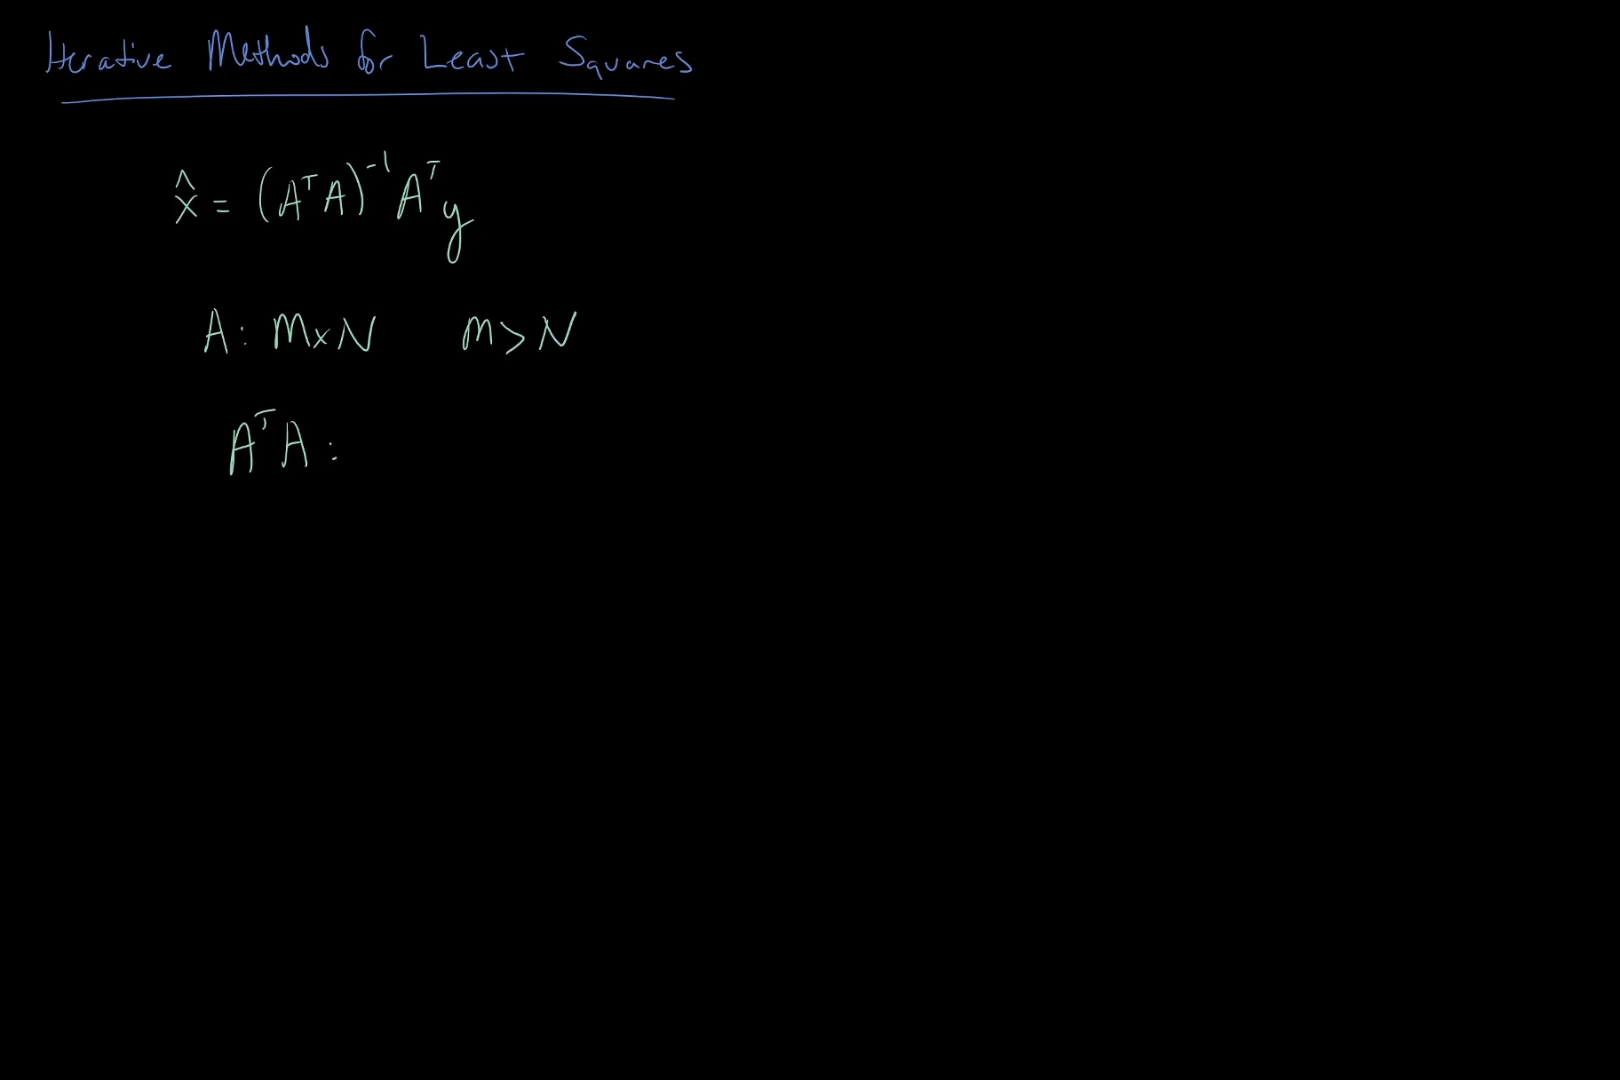 Iterative Methods for Least Squares
x̂ = (AᵀA)⁻¹Aᵀy
A: M×N   M>N
AᵀA: